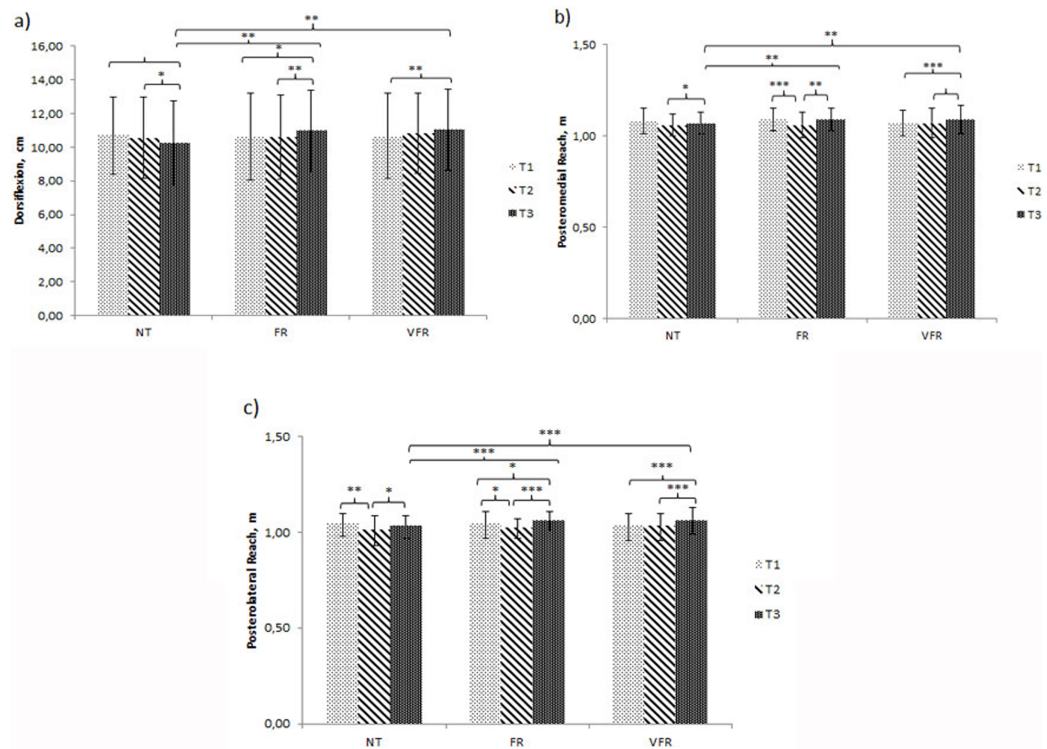 a)
**
**
*
*
**
**
16,00
14,00
12,00
10,00
8,00
6,00
4,00
2,00
0,00
Dorsiflexion, cm
NT
FR
VFR
T1
T2
T3
b)
**
**
*
***
**
***
1,50
1,00
0,50
0,00
Posteromedial Reach, m
NT
FR
VFR
T1
T2
T3
c)
***
***
*
***
**
*
*
***
***
1,50
1,00
0,50
0,00
Posterolateral Reach, m
NT
FR
VFR
T1
T2
T3